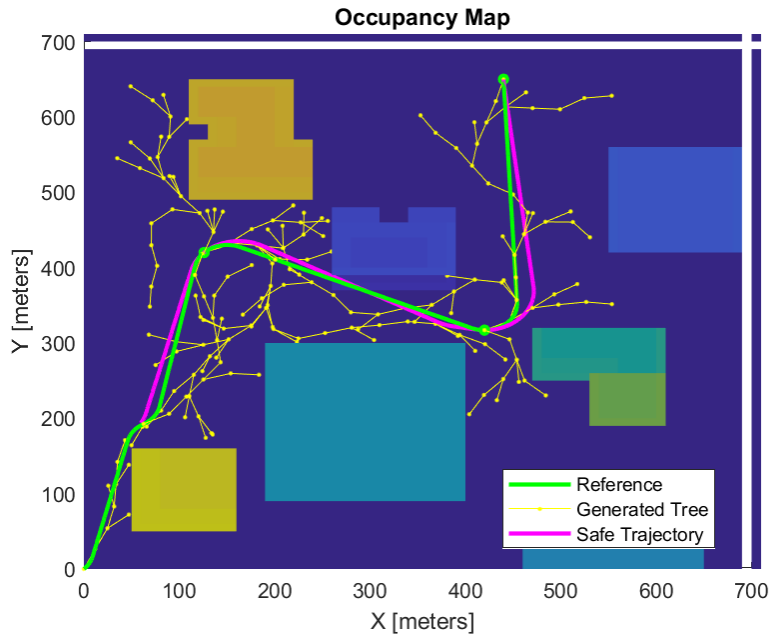 Occupancy Map
700
600
500
400
300
200
100
0
Y [meters]
Reference
Generated Tree
Safe Trajectory
0 100 200 300 400 500 600 700
X [meters]